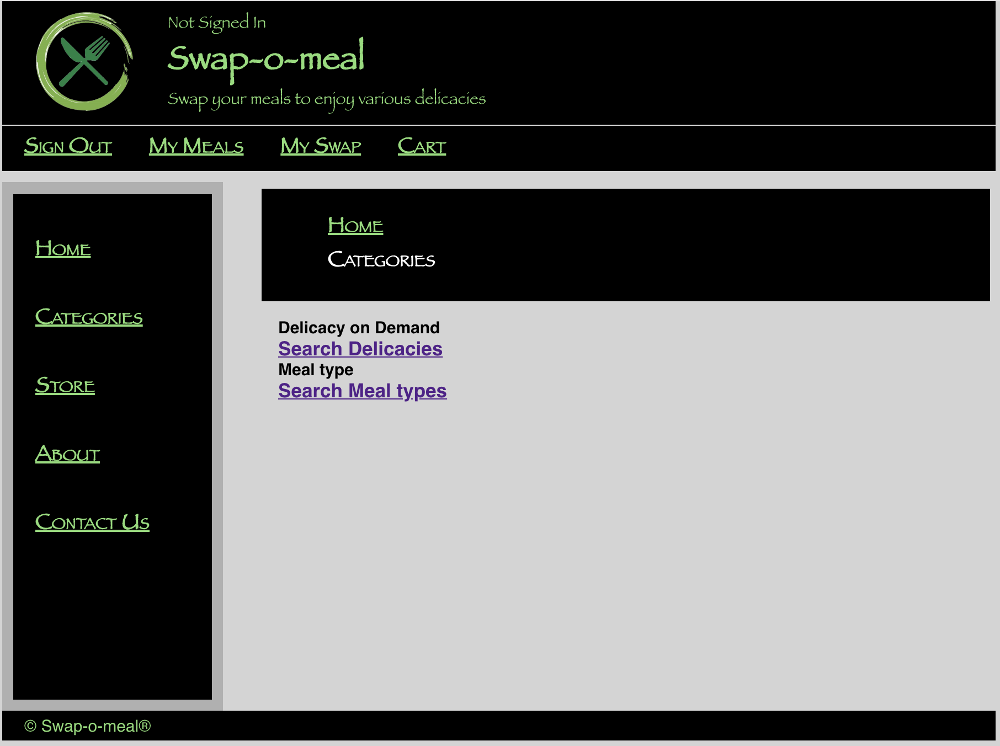 Not Signed In
Swap-o-meal
Swap your meals to enjoy various delicacies
Sign Out My Meals My Swap Cart
Home
Categories
Store
About
Contact Us
Home
Categories
Delicacy on Demand
Search Delicacies
Meal type
Search Meal types
© Swap-o-meal®